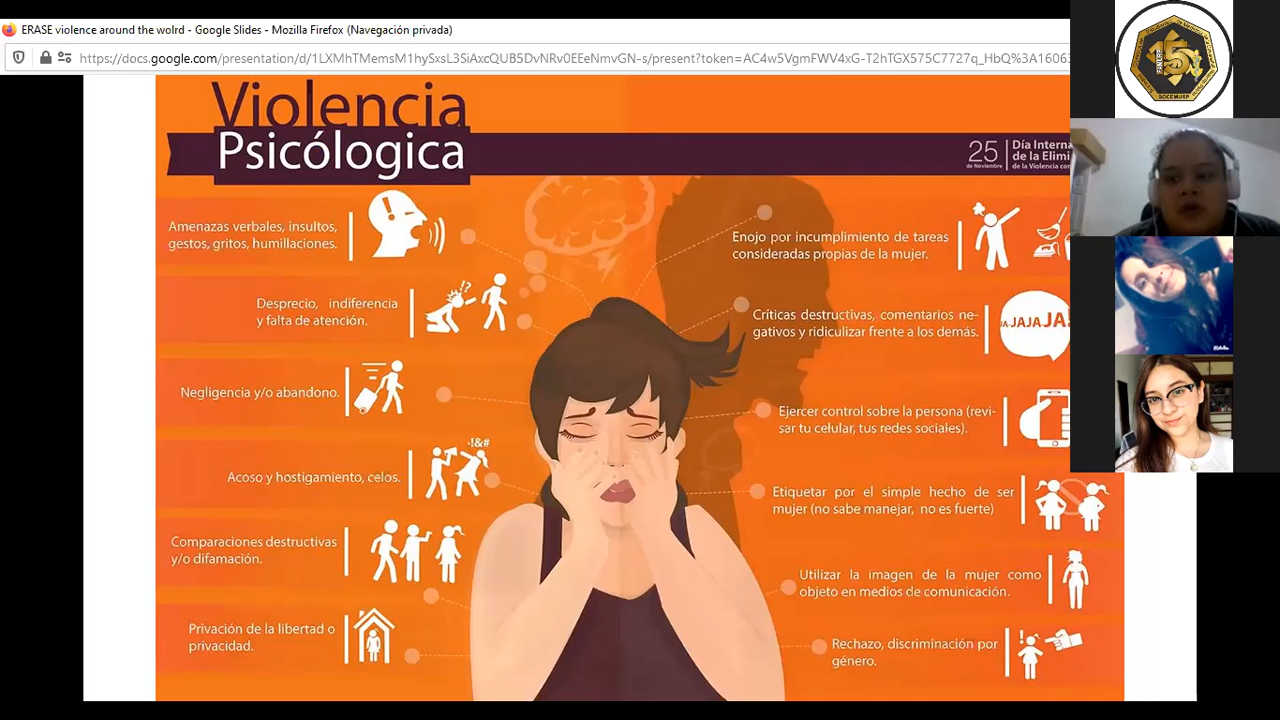 ERASE violence around the wolrd - Google Slides - Mozilla Firefox (Navegación privada)
https://docs.google.com/presentation/d/1LXMhTMemsM1hySxsL3SiAxcQUB5DvNRv0EEeNmvGN-s/present?token=AC4w5VgmFWV4xG-T2hTGX575C7727q_HbQ%3A16063
Violencia
Psicólogica
25
de Noviembre
Día Interna
de la Elimi
de la Violencia con
Amenazas verbales, insultos,
gestos, gritos, humillaciones.
Desprecio, indiferencia
y falta de atención.
Negligencia y/o abandono.
Acoso y hostigamiento, celos.
Comparaciones destructivas
y/o difamación.
Privación de la libertad o
privacidad.
!
!?
·!&#
Enojo por incumplimiento de tareas
consideradas propias de la mujer.
Críticas destructivas, comentarios ne-
gativos y ridiculizar frente a los demás.
JA JAJAJA!
Ejercer control sobre la persona (revi-
sar tu celular, tus redes sociales).
Etiquetar por el simple hecho de ser
mujer (no sabe manejar, no es fuerte)
Utilizar la imagen de la mujer como
objeto en medios de comunicación.
Rechazo, discriminación por
género.
!
15
SOCEMURP